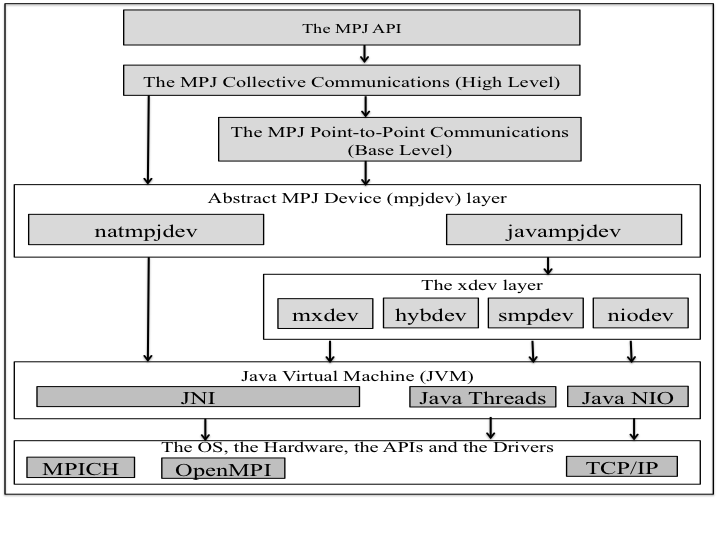 The MPJ API
The MPJ Collective Communications (High Level)
The MPJ Point-to-Point Communications
(Base Level)
Abstract MPJ Device (mpjdev) layer
natmpjdev
javampjdev
The xdev layer
mxdev
hybdev
smpdev
niodev
Java Virtual Machine (JVM)
JNI
Java Threads
Java NIO
The OS, the Hardware, the APIs and the Drivers
MPICH
OpenMPI
TCP/IP